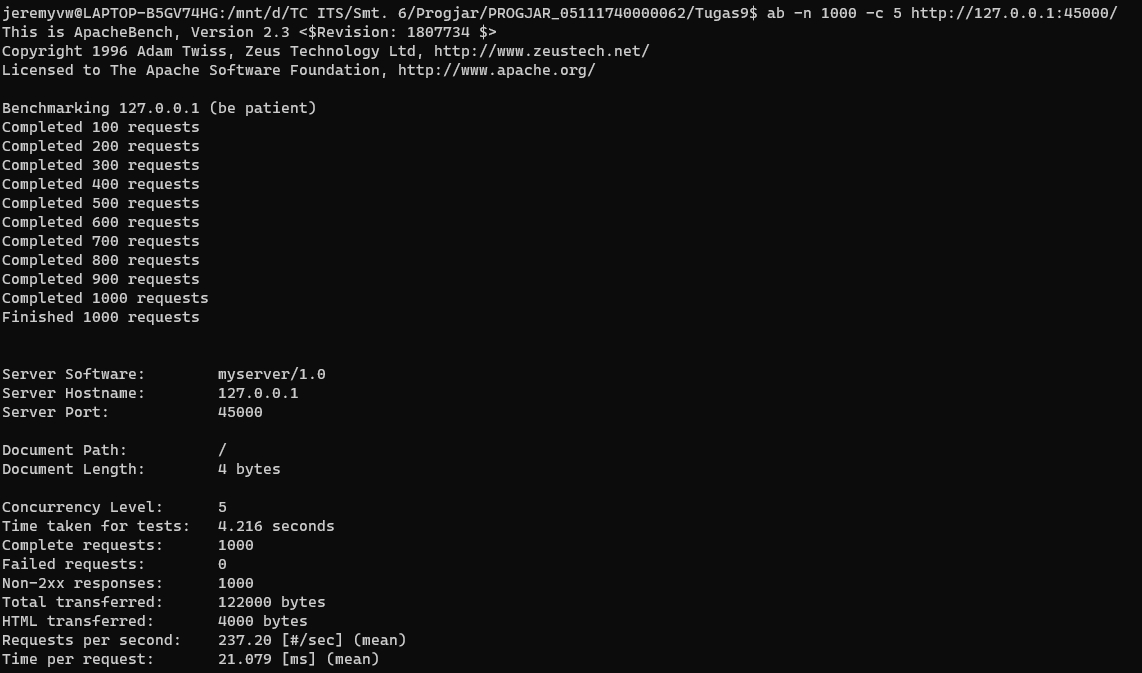 jeremyvw@LAPTOP-B5GV74HG:/mnt/d/TC ITS/Smt. 6/Progjar/PROGJAR_05111740000062/Tugas9$ ab -n 1000 -c 5 http://127.0.0.1:45000/
This is ApacheBench, Version 2.3 <$Revision: 1807734 $>
Copyright 1996 Adam Twiss, Zeus Technology Ltd, http://www.zeustech.net/
Licensed to The Apache Software Foundation, http://www.apache.org/

Benchmarking 127.0.0.1 (be patient)
Completed 100 requests
Completed 200 requests
Completed 300 requests
Completed 400 requests
Completed 500 requests
Completed 600 requests
Completed 700 requests
Completed 800 requests
Completed 900 requests
Completed 1000 requests
Finished 1000 requests

Server Software:        myserver/1.0
Server Hostname:        127.0.0.1
Server Port:            45000

Document Path:          /
Document Length:        4 bytes

Concurrency Level:      5
Time taken for tests:   4.216 seconds
Complete requests:      1000
Failed requests:        0
Non-2xx responses:      1000
Total transferred:      122000 bytes
HTML transferred:       4000 bytes
Requests per second:    237.20 [#/sec] (mean)
Time per request:       21.079 [ms] (mean)